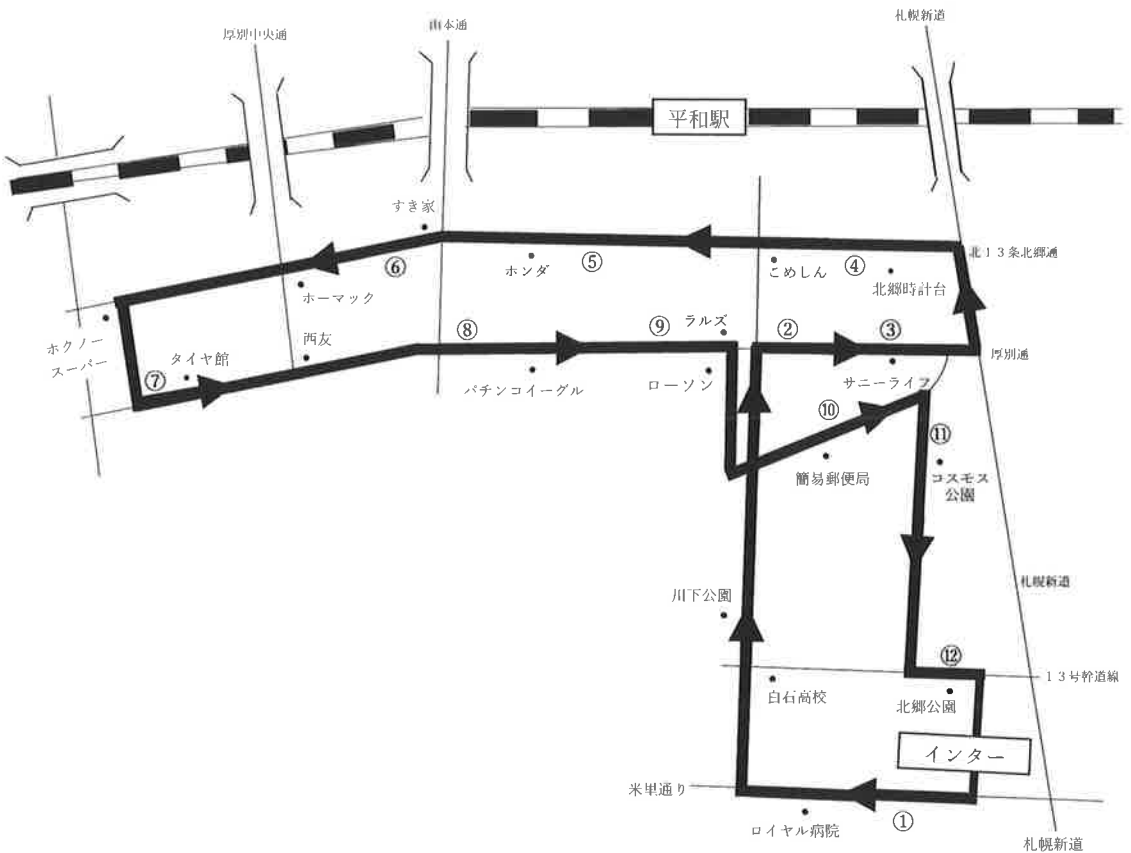 札幌新道
山本通
厚別中央通
平和駅
すき家
北13条北郷通
ホンダ
⑤
こめしん
④
⑥
北郷時計台
ホーマック
ホクノー
スーパー
ラルズ
西友
⑧
⑨
②
③
厚別通
タイヤ館
⑦
パチンコイーグル
ローソン
サニーライフ
⑩
⑪
簡易郵便局
コスモス
公園
札幌新道
川下公園
⑫
13号幹道線
白石高校
北郷公園
インター
米里通り
①
ロイヤル病院
札幌新道